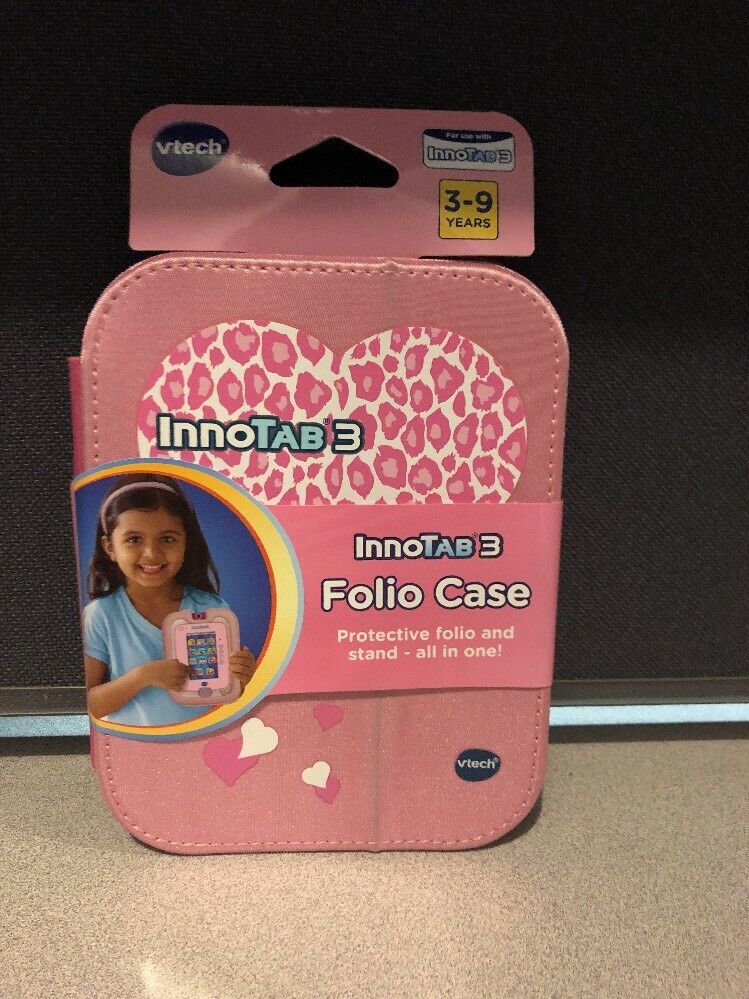 vtech
For use with
InnoTAB 3
3-9
YEARS
InnoTAB® 3
InnoTAB® 3
Folio Case
Protective folio and
stand - all in one!
vtech®